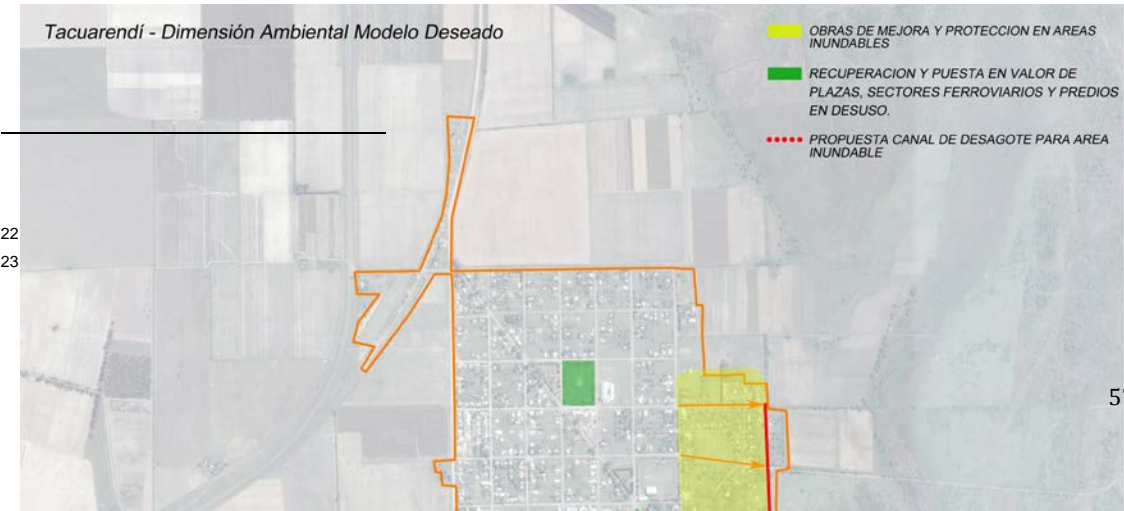 Tacuarendí - Dimensión Ambiental Modelo Deseado
OBRAS DE MEJORA Y PROTECCION EN AREAS
INUNDABLES
RECUPERACION Y PUESTA EN VALOR DE
PLAZAS, SECTORES FERROVIARIOS Y PREDIOS
EN DESUSO.
PROPUESTA CANAL DE DESAGOTE PARA AREA
INUNDABLE
22
23